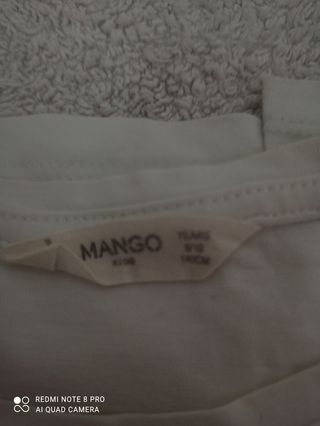 MANGO
KIDS
YEARS
9/10
140CM
REDMI NOTE 8 PRO
AI QUAD CAMERA